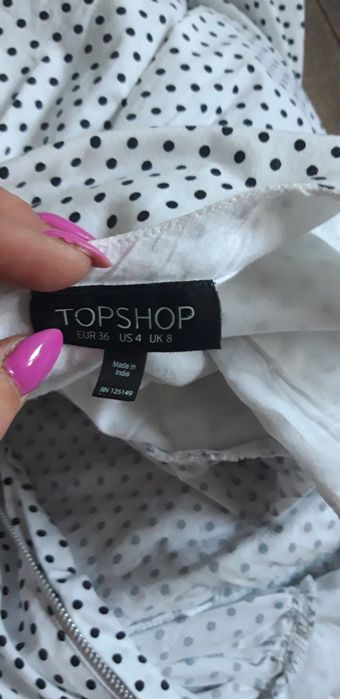 TOPSHOP
EUR 36 US 4 UK 8
Made in
India
RN 125149